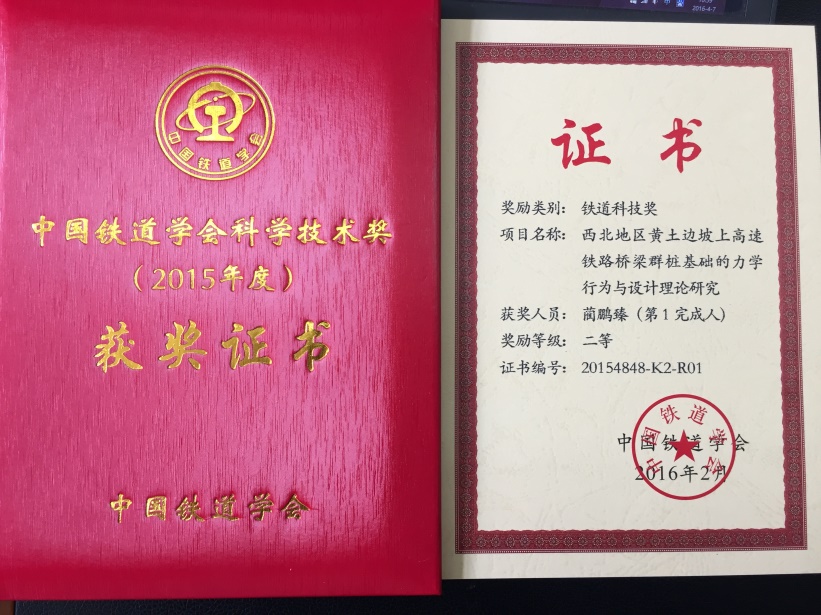 中国铁道学会
中国铁道学会科学技术奖
（2015年度）
获奖证书
中国铁道学会
2016-4-7
证书
奖励类别： 铁道科技奖
项目名称： 西北地区黄土边坡上高速
铁路桥梁群桩基础的力学
行为与设计理论研究
获奖人员： 蔺鹏臻（第1完成人）
奖励等级： 二等
证书编号： 20154848-K2-R01
中国铁道学会
中国铁道学会
2016年2月